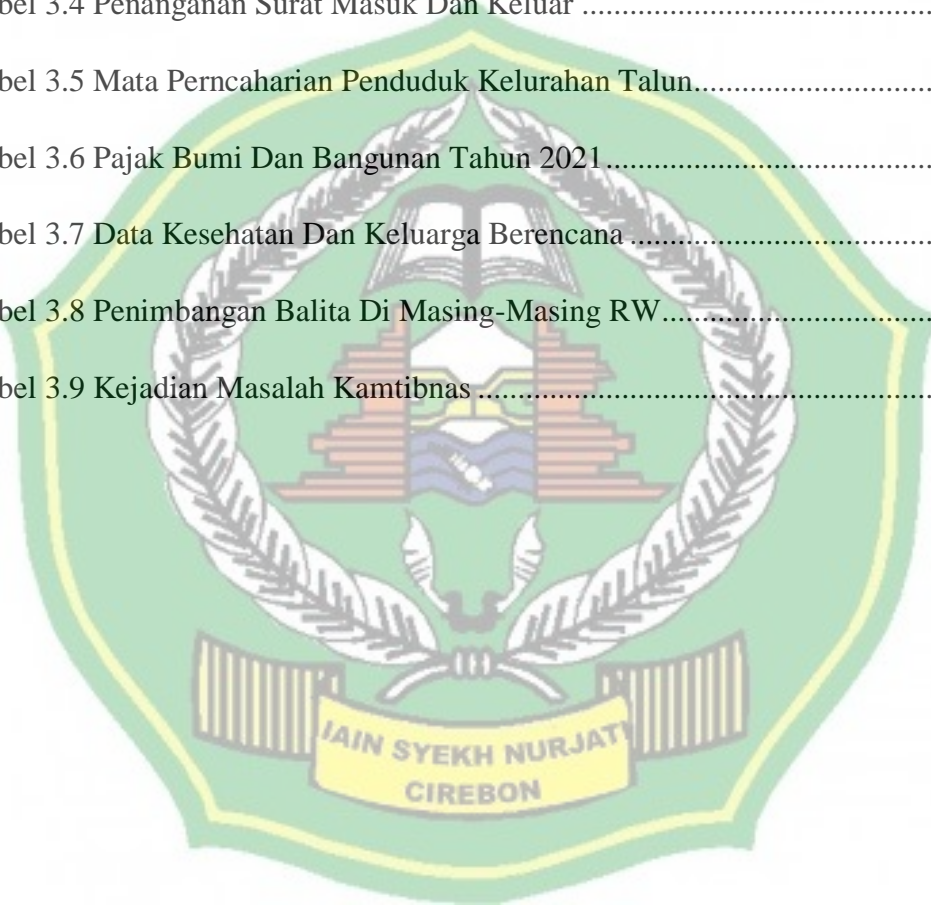 bel 3.4 Penanganan Surat Masuk Dan Keluar ..........................................
bel 3.5 Mata Perncaharian Penduduk Kelurahan Talun.............................
bel 3.6 Pajak Bumi Dan Bangunan Tahun 2021........................................
bel 3.7 Data Kesehatan Dan Keluarga Berencana .....................................
bel 3.8 Penimbangan Balita Di Masing-Masing RW.................................
bel 3.9 Kejadian Masalah Kamtibnas .......................................................
IAIN SYEKH NURJATI
CIREBON